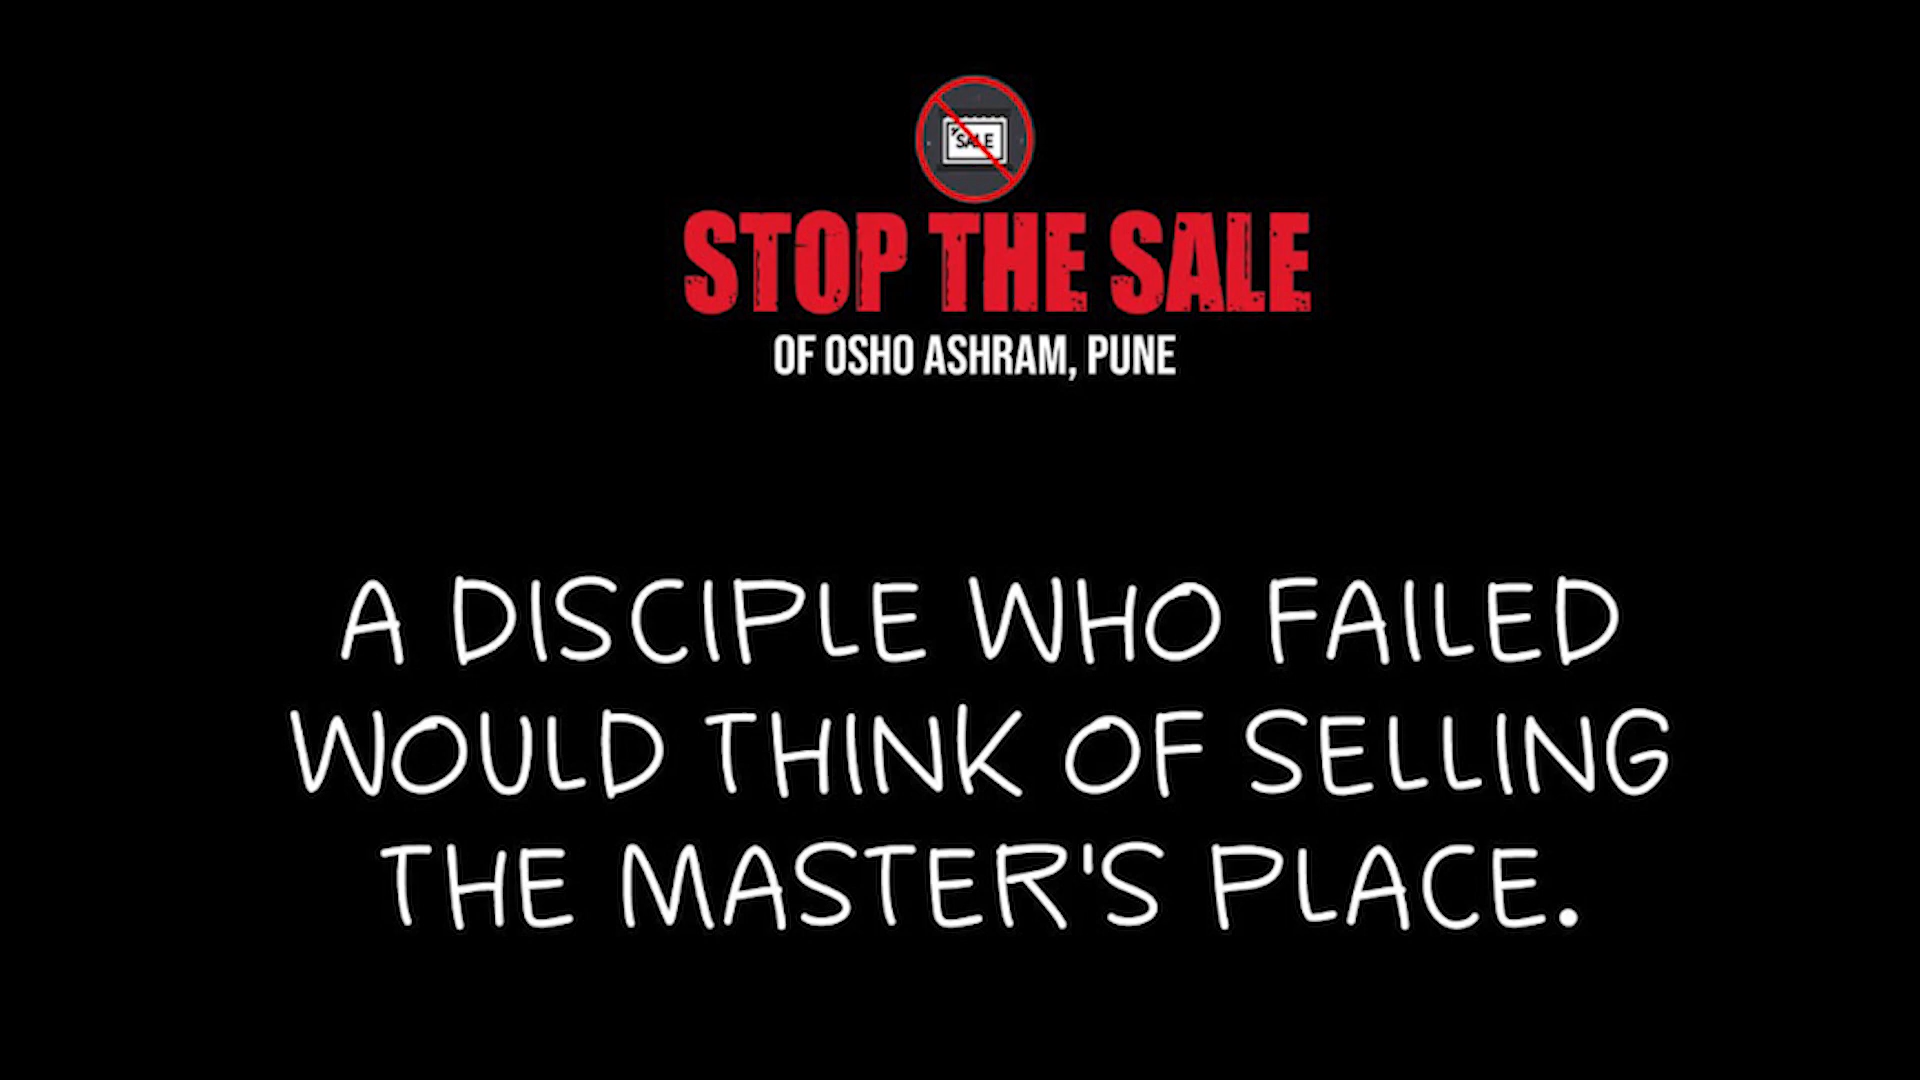 SALE
STOP THE SALE
OF OSHO ASHRAM, PUNE
A DISCIPLE WHO FAILED
WOULD THINK OF SELLING
THE MASTER'S PLACE.